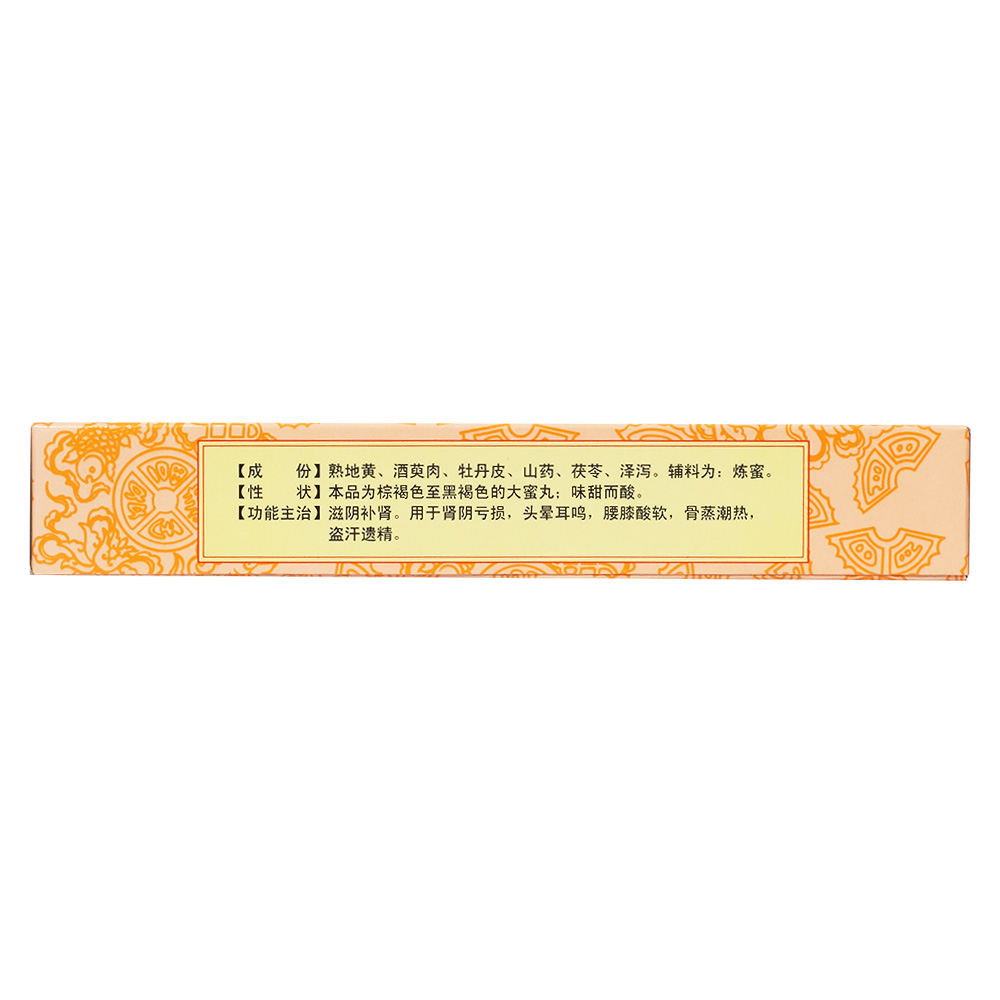 【成　份】熟地黄、酒萸肉、牡丹皮、山药、茯苓、泽泻。辅料为：炼蜜。
【性　状】本品为棕褐色至黑褐色的大蜜丸；味甜而酸。
【功能主治】滋阴补肾。用于肾阴亏损，头晕耳鸣，腰膝酸软，骨蒸潮热，
盗汗遗精。